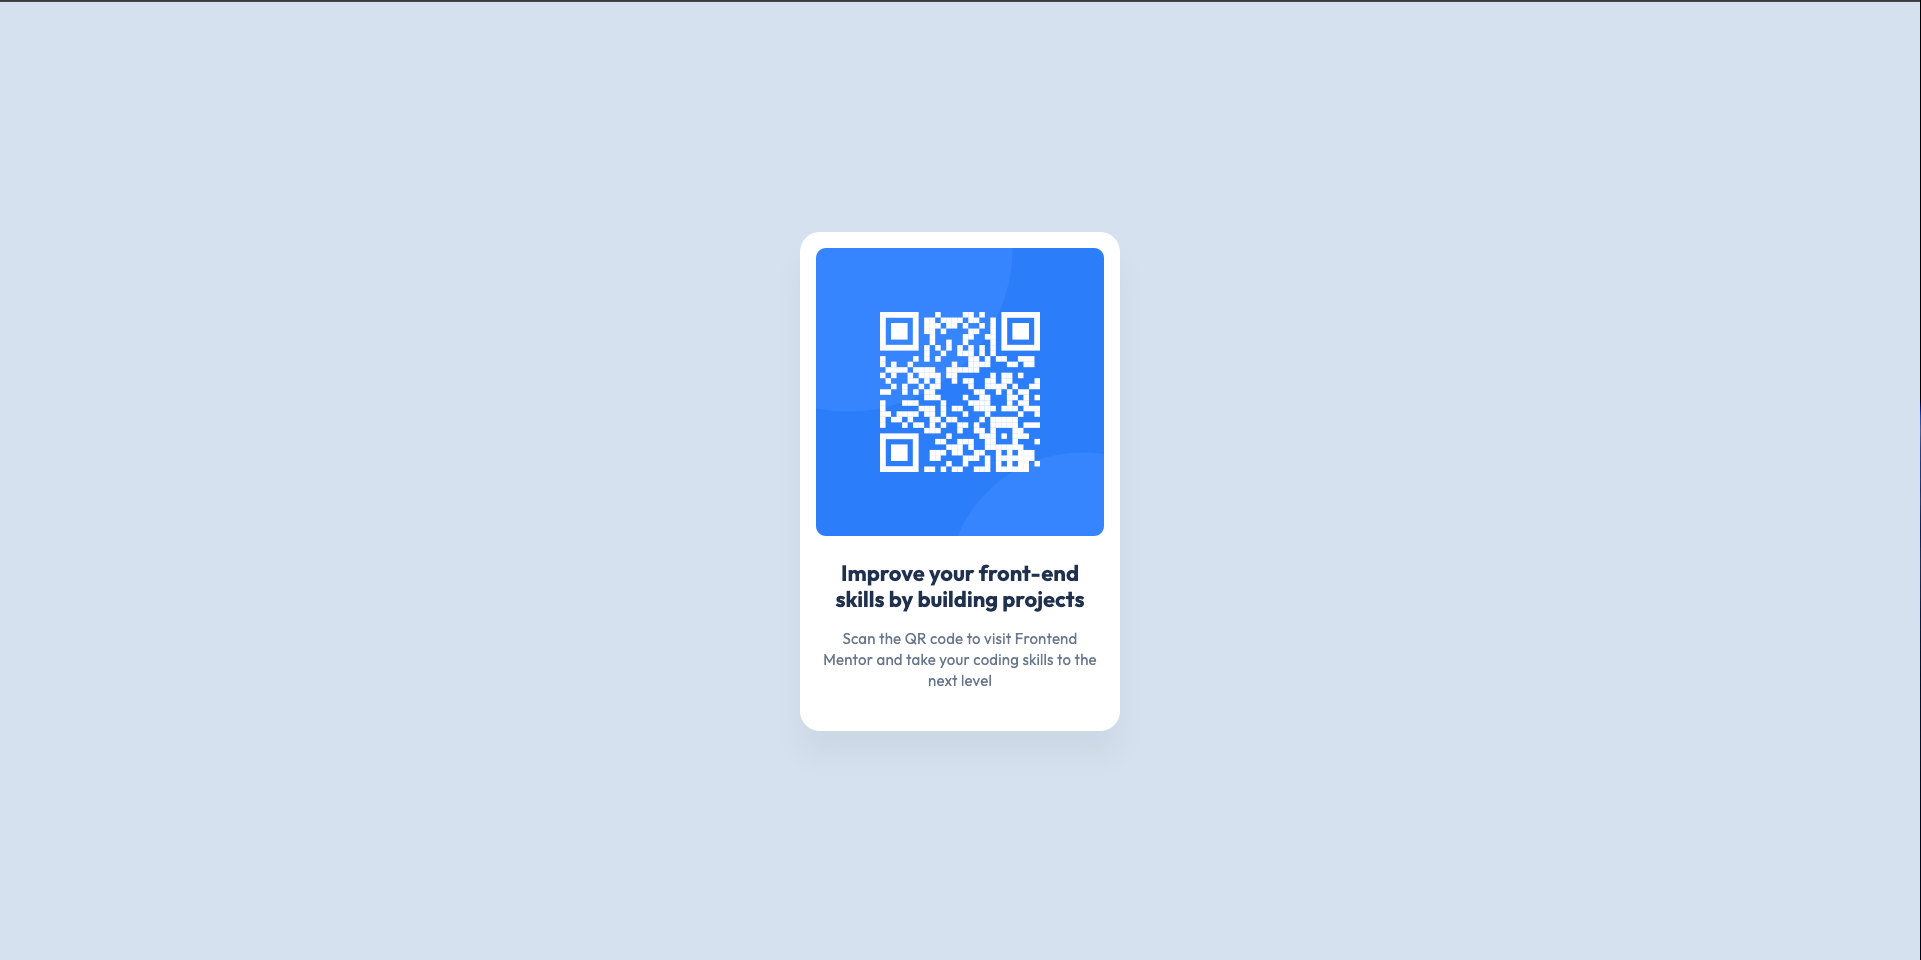 Improve your front-end
skills by building projects
Scan the QR code to visit Frontend
Mentor and take your coding skills to the
next level